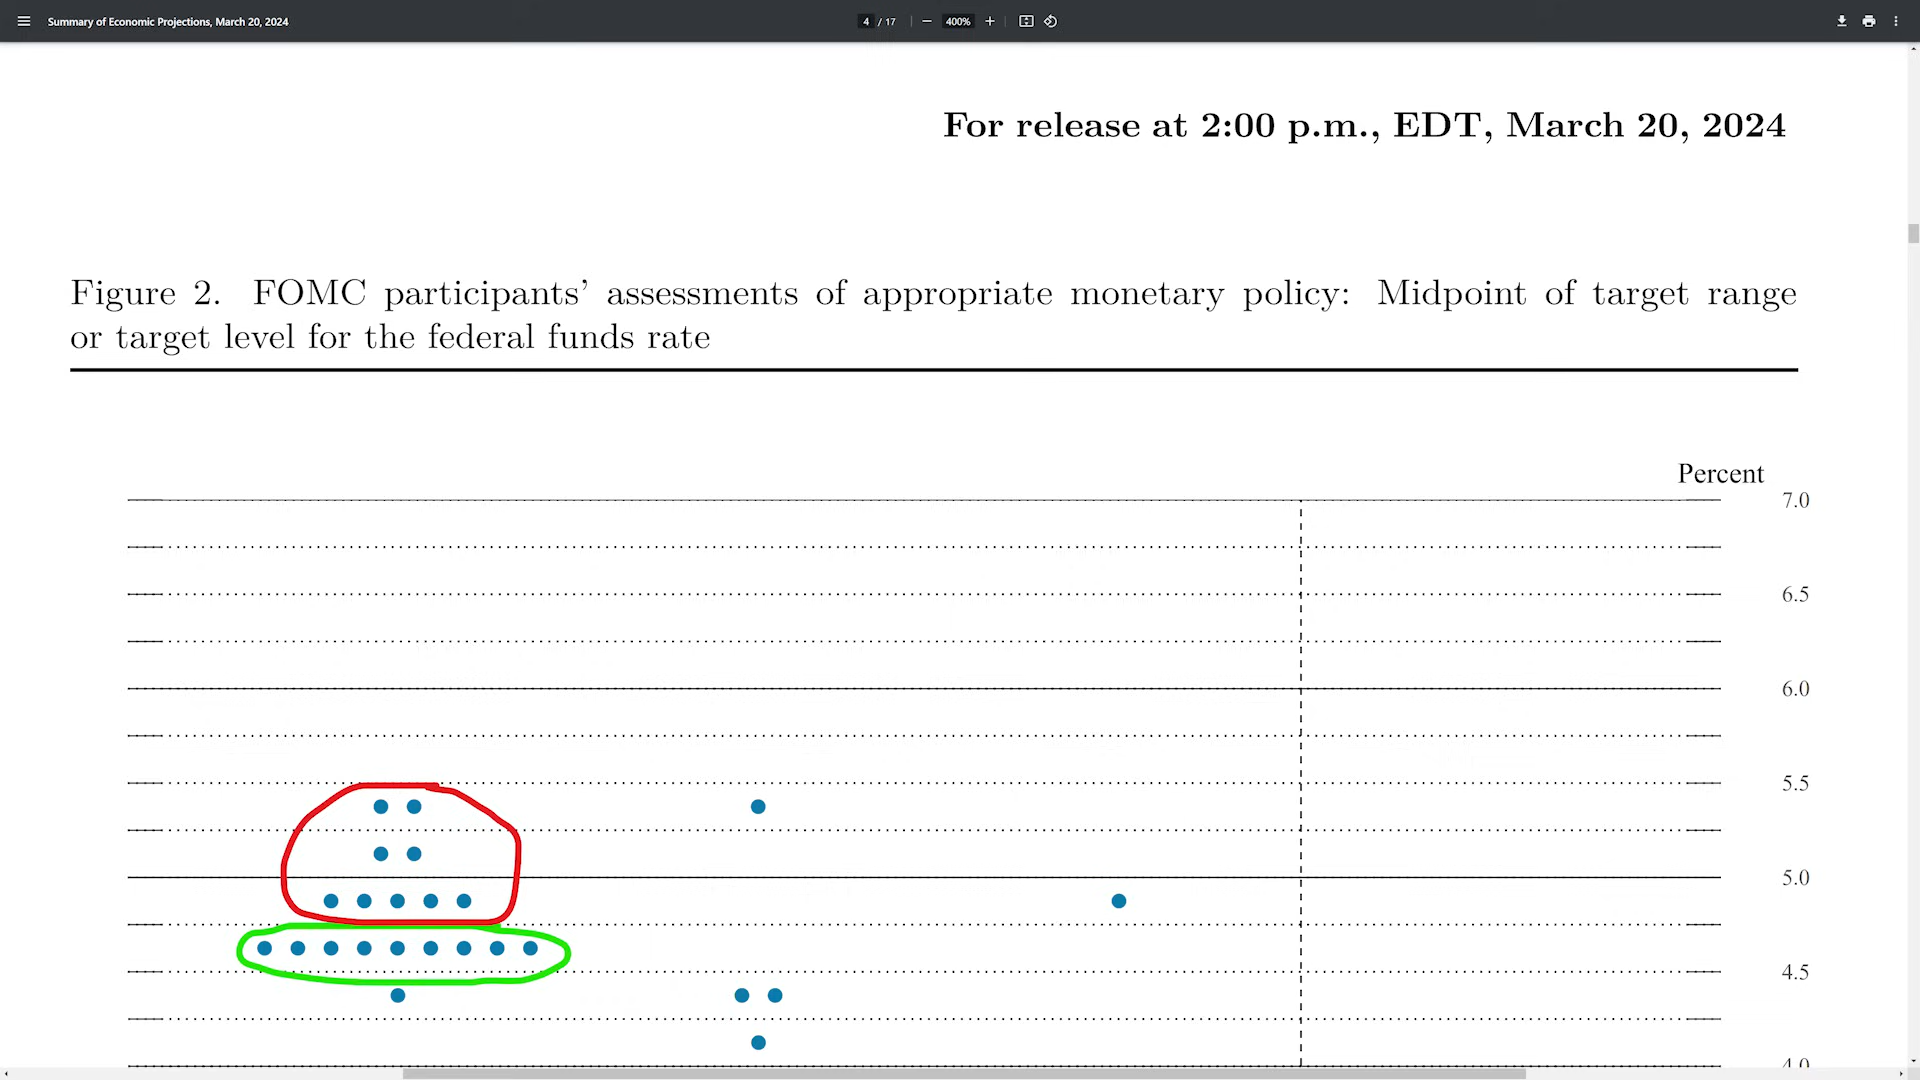 Summary of Economic Projections, March 20, 2024
4 / 17
400%
For release at 2:00 p.m., EDT, March 20, 2024
Figure 2. FOMC participants' assessments of appropriate monetary policy: Midpoint of target range
or target level for the federal funds rate
Percent
7.0
6.5
6.0
5.5
5.0
4.5
4.0